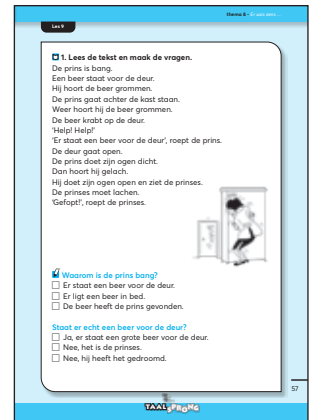 thema 8 - Er was eens ...
Les 9
1. Lees de tekst en maak de vragen.
De prins is bang.
Een beer staat voor de deur.
Hij hoort de beer grommen.
De prins gaat achter de kast staan.
Weer hoort hij de beer grommen.
De beer krabt op de deur.
'Help! Help!'
'Er staat een beer voor de deur', roept de prins.
De deur gaat open.
De prins doet zijn ogen dicht.
Dan hoort hij gelach.
Hij doet zijn ogen open en ziet de prinses.
De prinses moet lachen.
'Gefopt!', roept de prinses.
Waarom is de prins bang?
Er staat een beer voor de deur.
Er ligt een beer in bed.
De beer heeft de prins gevonden.
Staat er echt een beer voor de deur?
Ja, er staat een grote beer voor de deur.
Nee, het is de prinses.
Nee, hij heeft het gedroomd.
57
TAALSPRONG